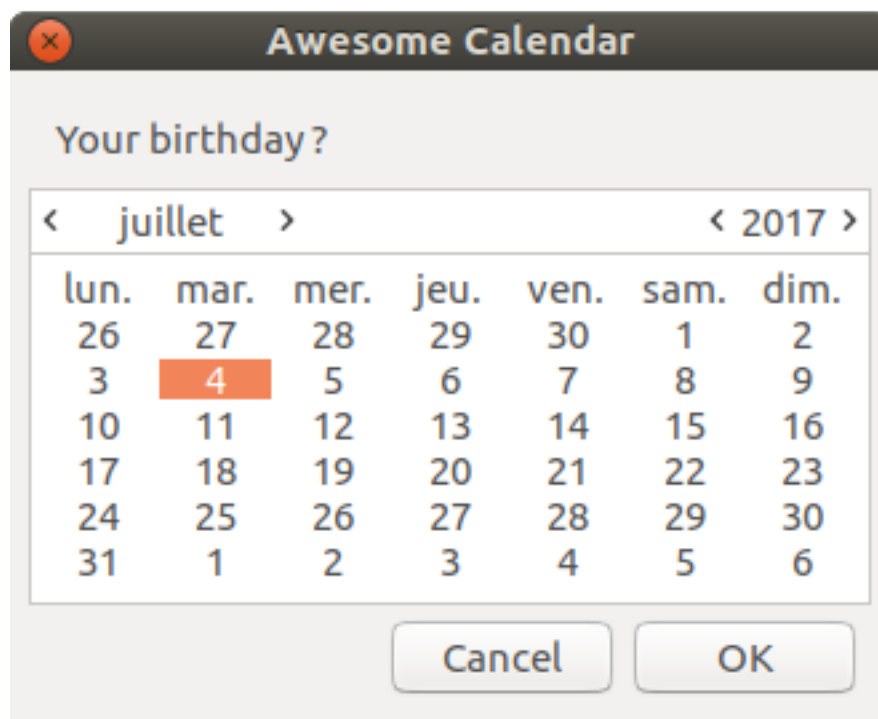 Awesome Calendar
Your birthday ?
< juillet > < 2017 >
lun. mar. mer. jeu. ven. sam. dim.
26 27 28 29 30 1 2
3 4 5 6 7 8 9
10 11 12 13 14 15 16
17 18 19 20 21 22 23
24 25 26 27 28 29 30
31 1 2 3 4 5 6
Cancel OK